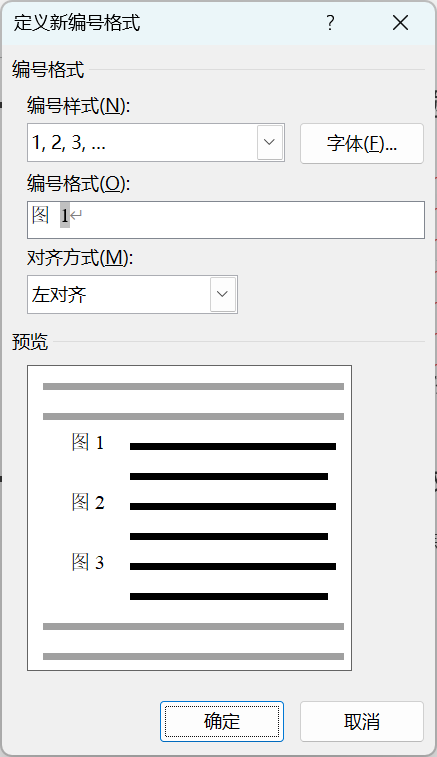 定义新编号格式 ?
编号格式
编号样式(N):
1, 2, 3, ...
字体(F)...
编号格式(O):
图 1↵
对齐方式(M):
左对齐
预览
图 1
图 2
图 3
确定 取消